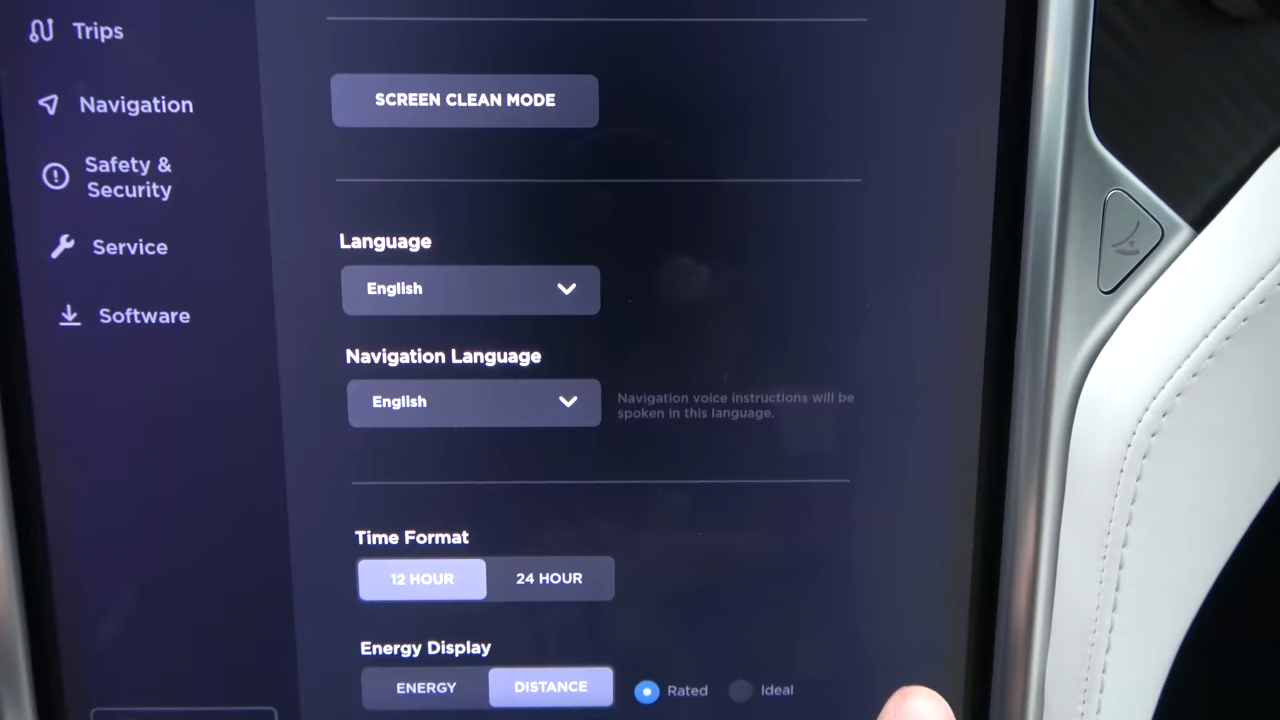 Trips
Navigation
Safety &
Security
Service
Software
SCREEN CLEAN MODE
Language
English
Navigation Language
English
Navigation voice instructions will be
spoken in this language.
Time Format
12 HOUR
24 HOUR
Energy Display
ENERGY
DISTANCE
Rated
Ideal